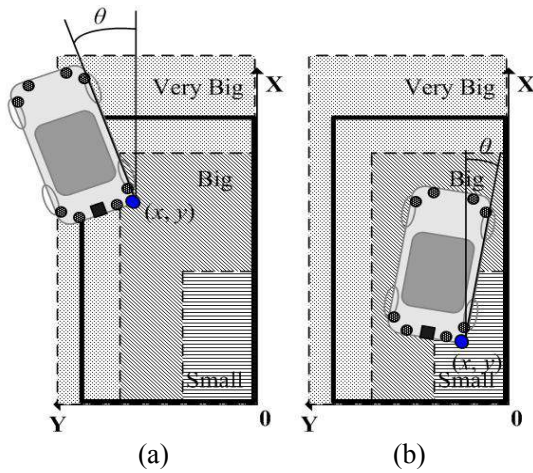 θ
X
Very Big
Big
(x, y)
Small
Y
0
(a)
X
Very Big
θ
Big
(x, y)
Small
Y
0
(b)